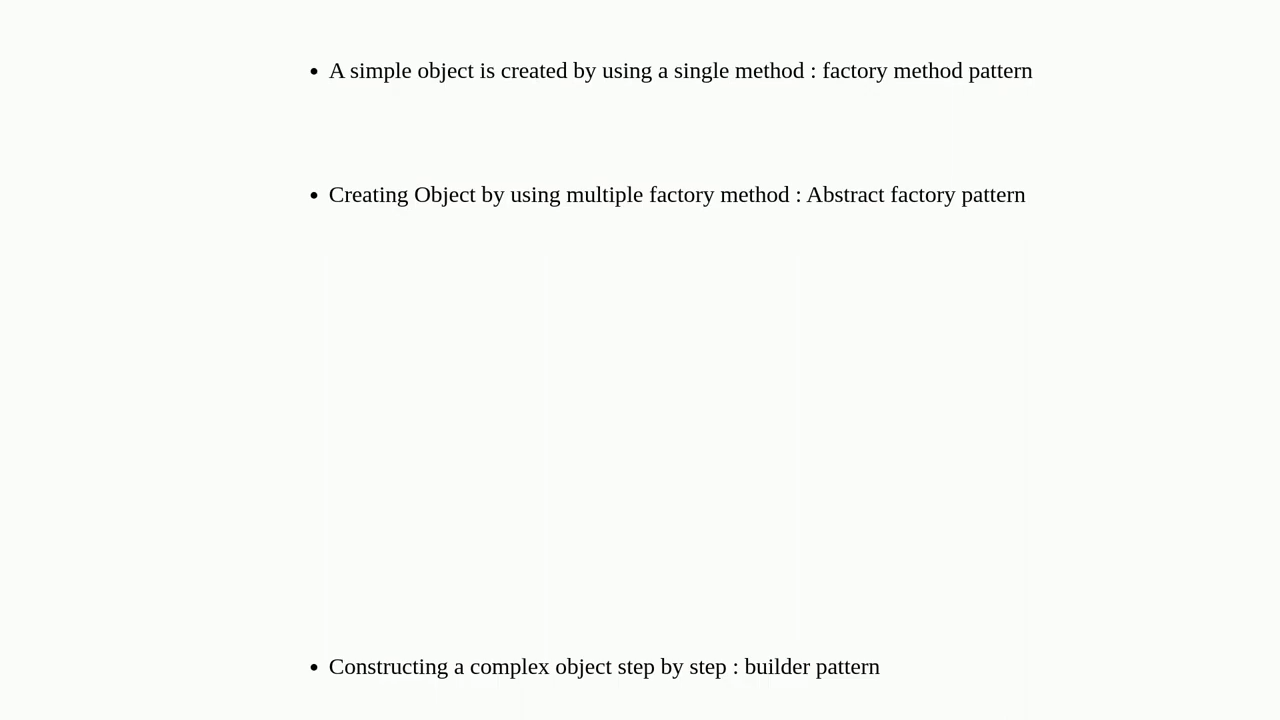 • A simple object is created by using a single method : factory method pattern
• Creating Object by using multiple factory method : Abstract factory pattern
• Constructing a complex object step by step : builder pattern